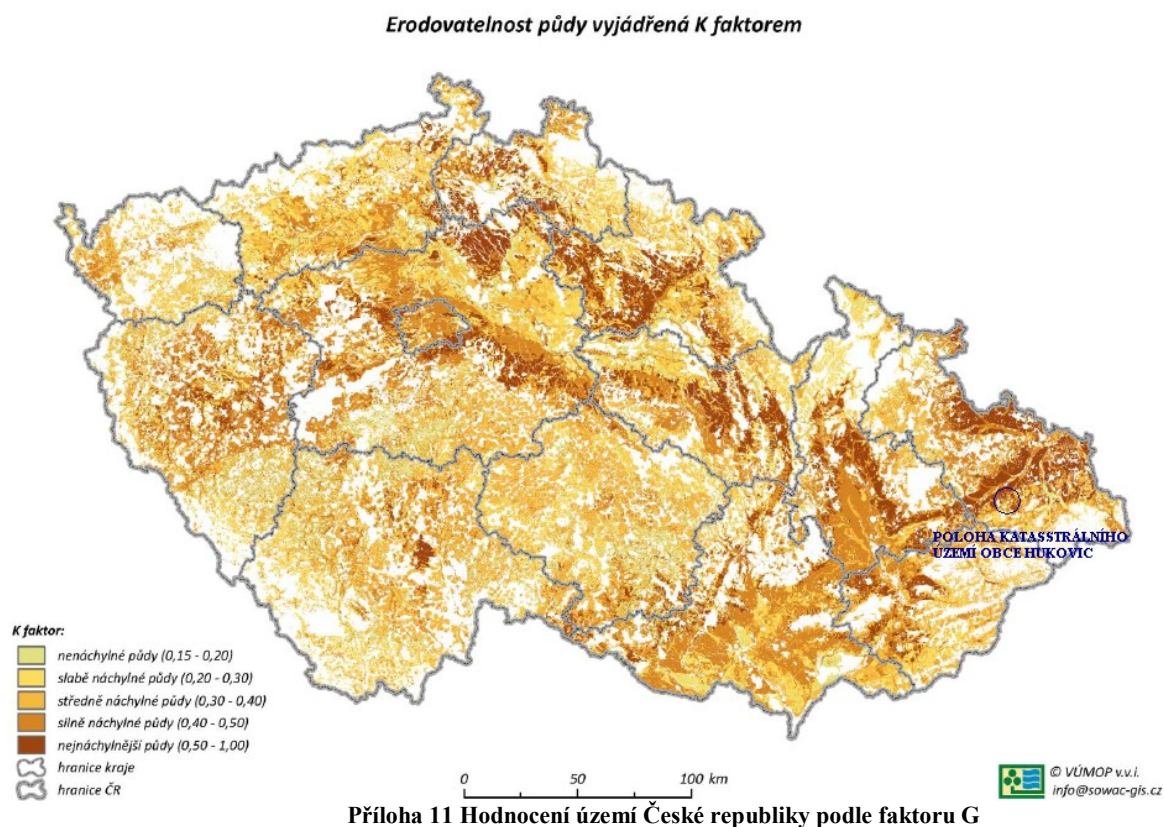 Erodovatelnost půdy vyjádřená K faktorem
POLOHA KATASSTRÁLNÍHO
ÚZEMÍ OBCE HUKOVIC
K faktor:
nenáchylné půdy (0,15 - 0,20)
slabě náchylné půdy (0,20 - 0,30)
středně náchylné půdy (0,30 - 0,40)
silně náchylné půdy (0,40 - 0,50)
nejnáchylnější půdy (0,50 - 1,00)
hranice kraje
hranice ČR
0 50 100 km
© VÚMOP v.v.i.
info@sowac-gis.cz
Příloha 11 Hodnocení území České republiky podle faktoru G